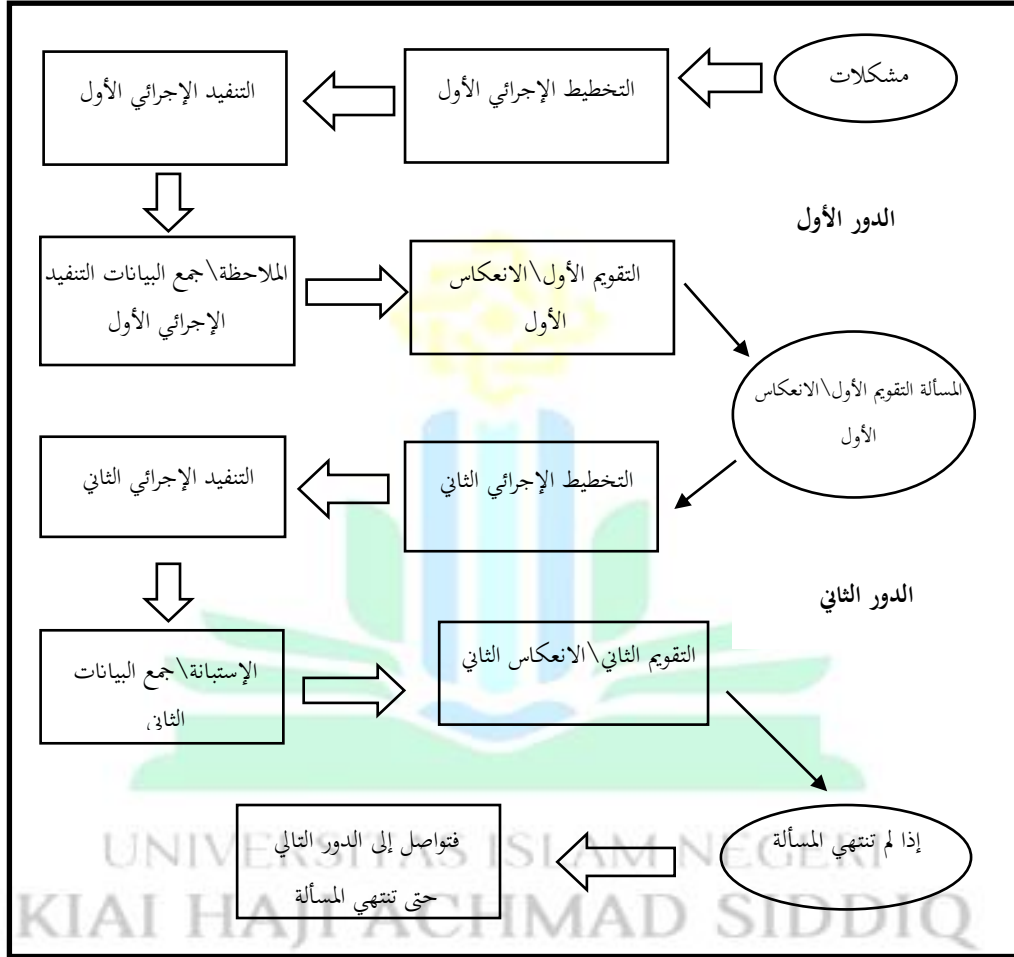 مشكلات
التخطيط الإجرائي الأول
التنفيد الإجرائي الأول
الدور الأول
الملاحظة\جمع البيانات التنفيد
الإجرائي الأول
التقويم الأول\الانعكاس
الأول
المسألة التقويم الأول\الانعكاس
الأول
التخطيط الإجرائي الثاني
التنفيد الإجرائي الثاني
الدور الثاني
الإستبانة\جمع البيانات
الثاني
التقويم الثاني\الانعكاس الثاني
إذا لم تنتهي المسألة
فتواصل إلى الدور التالي
حتى تنتهي المسألة
UNIVERSITAS ISLAM NEGERI
KIAI HAJI ACHMAD SIDDIQ